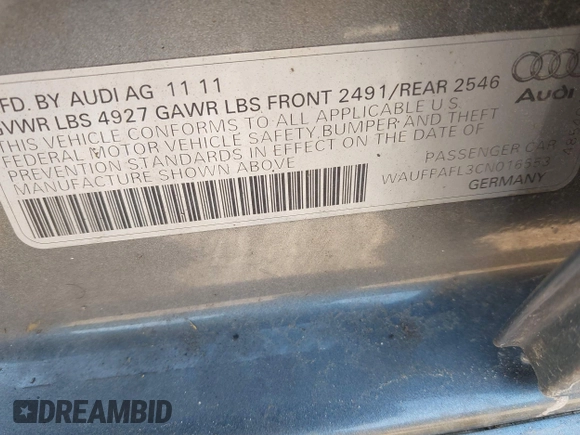 FD. BY AUDI AG 11 11
GVWR LBS 4927 GAWR LBS FRONT 2491/REAR 2546
THIS VEHICLE CONFORMS TO ALL APPLICABLE U.S.
FEDERAL MOTOR VEHICLE SAFETY,BUMPER AND THEFT
PREVENTION STANDARDS IN EFFECT ON THE DATE OF
MANUFACTURE SHOWN ABOVE
Audi
PASSENGER CAR
GERMANY
DREAMBID